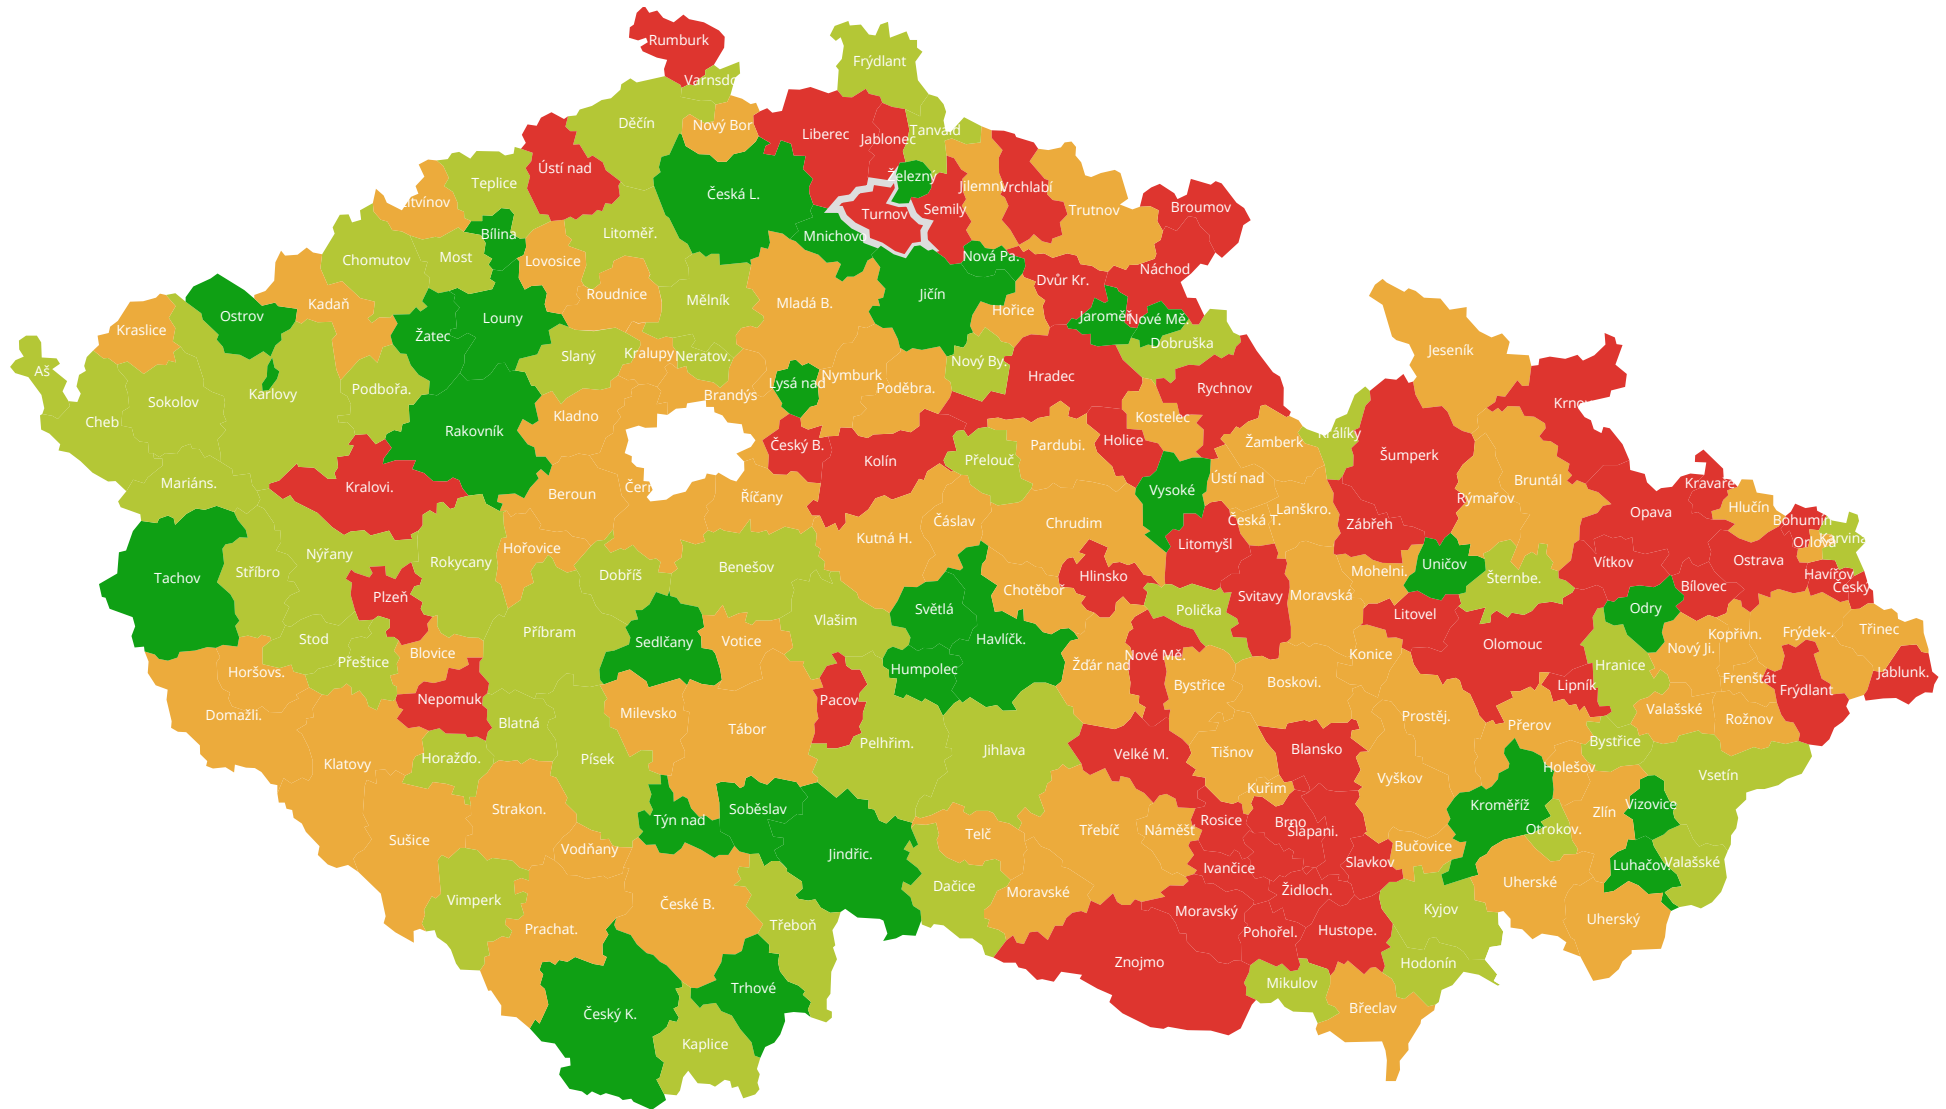 Rumburk
Frýdlant
Varnsdo
Děčín
Nový Bor
Liberec
Jablonec
Tanvald
Ústí nad
Železný
Teplice
Česká L.
Jilemni
Vrchlabí
Litvínov
Semily
Turnov
Trutnov
Broumov
Bílina
Litoměř.
Mnichovo
Most
Chomutov
Lovosice
Nová Pa.
Náchod
Dvůr Kr.
Roudnice
Jičín
Kadaň
Mělník
Mladá B.
Hořice
Ostrov
Louny
Jaroměř
Nové Mě.
Kraslice
Žatec
Dobruška
Slaný
Kralupy
Neratov.
Jeseník
Nový By.
Aš
Nymburk
Hradec
Lysá nad
Poděbra.
Rychnov
Podbořa.
Karlovy
Brandýs
Sokolov
Krnov
Kladno
Kostelec
Cheb
Rakovník
Králíky
Holice
Žamberk
Český B.
Pardubi.
Šumperk
Kolín
Přelouč
Ústí nad
Bruntál
Mariáns.
Kralovi.
Čern
Kravaře
Vysoké
Beroun
Říčany
Rýmařov
Hlučín
Lanškro.
Opava
Čáslav
Chrudim
Česká T.
Bohumín
Zábřeh
Kutná H.
Karviná
Orlová
Litomyšl
Hořovice
Nýřany
Rokycany
Ostrava
Vítkov
Uničov
Benešov
Stříbro
Mohelni.
Dobříš
Hlinsko
Havířov
Tachov
Šternbe.
Bílovec
Český
Chotěboř
Moravská
Plzeň
Svitavy
Odry
Světlá
Polička
Litovel
Vlašim
Třinec
Příbram
Frýdek-.
Kopřivn.
Stod
Havlíčk.
Votice
Sedlčany
Olomouc
Nový Ji.
Blovice
Konice
Nové Mě.
Přeštice
Žďár nad
Hranice
Humpolec
Horšovs.
Jablunk.
Frenštát
Boskovi.
Bystřice
Lipník
Frýdlant
Nepomuk
Pacov
Valašské
Milevsko
Domažli.
Prostěj.
Rožnov
Blatná
Přerov
Tábor
Bystřice
Pelhřim.
Blansko
Jihlava
Tišnov
Velké M.
Horažďo.
Písek
Klatovy
Holešov
Vsetín
Vyškov
Kuřim
Vizovice
Kroměříž
Strakon.
Soběslav
Zlín
Týn nad
Rosice
Brno
Otrokov.
Třebíč
Náměšť
Šlapani.
Telč
Sušice
Bučovice
Vodňany
Jindřic.
Slavkov
Valašské
Luhačov.
Ivančice
Uherské
Dačice
Židloch.
Moravské
Vimperk
České B.
Kyjov
Moravský
Uherský
Třeboň
Prachat.
Hustope.
Pohořel.
Znojmo
Hodonín
Mikulov
Trhové
Břeclav
Český K.
Kaplice